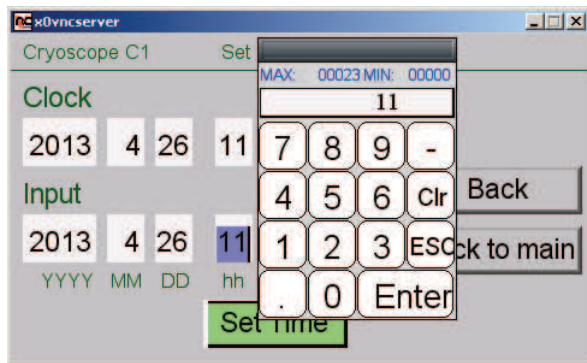 x0vncserver
Cryoscope C1 Set
MAX: 00023 MIN: 00000
11
Clock
2013 4 26 11
7 8 9 -
Input
4 5 6 Clr
Back
2013 4 26 11
1 2 3 ESC
ck to main
YYYY MM DD hh
. 0 Enter
Set Time